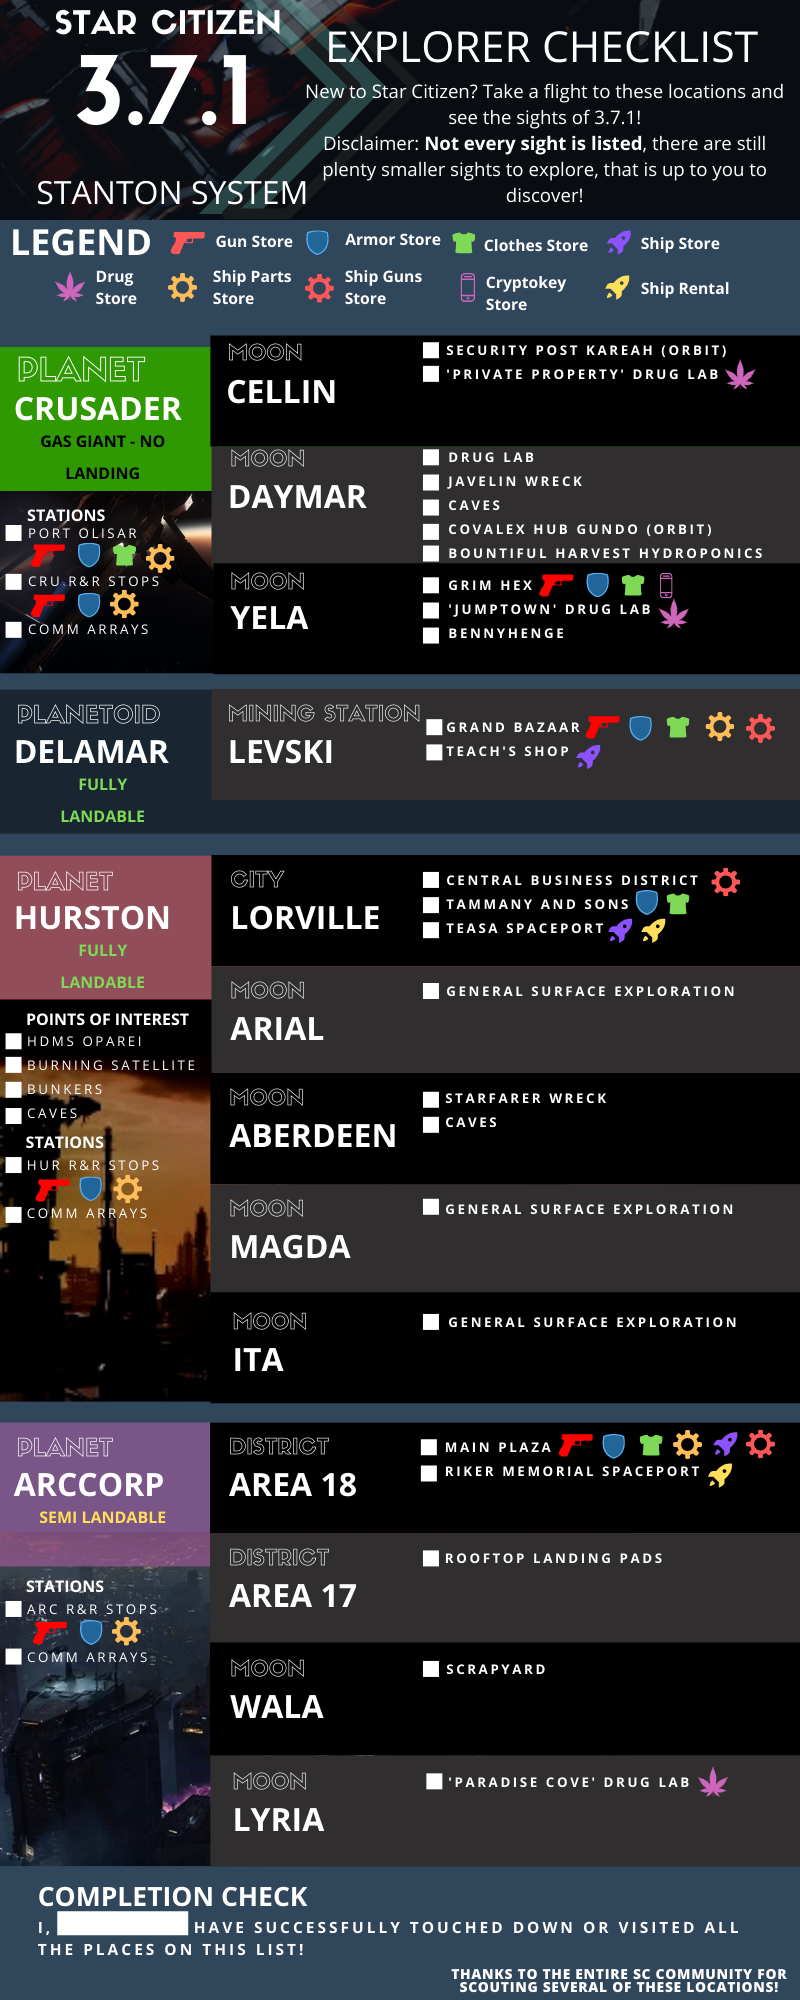 STAR CITIZEN
3.7.1
STANTON SYSTEM
EXPLORER CHECKLIST
New to Star Citizen? Take a flight to these locations and
see the sights of 3.7.1!
Disclaimer: Not every sight is listed, there are still
plenty smaller sights to explore, that is up to you to
discover!
LEGEND
Gun Store
Armor Store
Clothes Store
Ship Store
Drug
Store
Ship Parts
Store
Ship Guns
Store
Cryptokey
Store
Ship Rental
PLANET
CRUSADER
GAS GIANT - NO
LANDING
STATIONS
PORT OLISAR
CRU R&R STOPS
COMM ARRAYS
MOON
CELLIN
SECURITY POST KAREAH (ORBIT)
'PRIVATE PROPERTY' DRUG LAB
MOON
DAYMAR
DRUG LAB
JAVELIN WRECK
CAVES
COVALEX HUB GUNDO (ORBIT)
BOUNTIFUL HARVEST HYDROPONICS
MOON
YELA
GRIM HEX
'JUMPTOWN' DRUG LAB
BENNYHENGE
PLANETOID
DELAMAR
FULLY
LANDABLE
MINING STATION
LEVSKI
GRAND BAZAAR
TEACH'S SHOP
PLANET
HURSTON
FULLY
LANDABLE
POINTS OF INTEREST
HDMS OPAREI
BURNING SATELLITE
BUNKERS
CAVES
STATIONS
HUR R&R STOPS
COMM ARRAYS
CITY
LORVILLE
CENTRAL BUSINESS DISTRICT
TAMMANY AND SONS
TEASA SPACEPORT
MOON
ARIAL
GENERAL SURFACE EXPLORATION
MOON
ABERDEEN
STARFARER WRECK
CAVES
MOON
MAGDA
GENERAL SURFACE EXPLORATION
MOON
ITA
GENERAL SURFACE EXPLORATION
PLANET
ARCCORP
SEMI LANDABLE
STATIONS
ARC R&R STOPS
COMM ARRAYS
DISTRICT
AREA 18
MAIN PLAZA
RIKER MEMORIAL SPACEPORT
DISTRICT
AREA 17
ROOFTOP LANDING PADS
MOON
WALA
SCRAPYARD
MOON
LYRIA
'PARADISE COVE' DRUG LAB
COMPLETION CHECK
I, HAVE SUCCESSFULLY TOUCHED DOWN OR VISITED ALL
THE PLACES ON THIS LIST!
THANKS TO THE ENTIRE SC COMMUNITY FOR
SCOUTING SEVERAL OF THESE LOCATIONS!